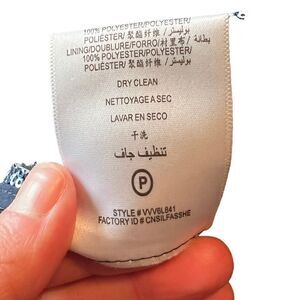 100% POLYESTER/POLYESTER/
POLIÉSTER/ 聚酯纤维 / بوليستر
LINING/DOUBLURE/FORRO/ 衬里布 / بطانة
100% POLYESTER/POLYESTER/
POLIÉSTER/ 聚酯纤维 / بوليستر
DRY CLEAN
NETTOYAGE A SEC
LAVAR EN SECO
干洗
تنظيف جاف
P
STYLE # VVV6L641
FACTORY ID # CNSILFASSHE